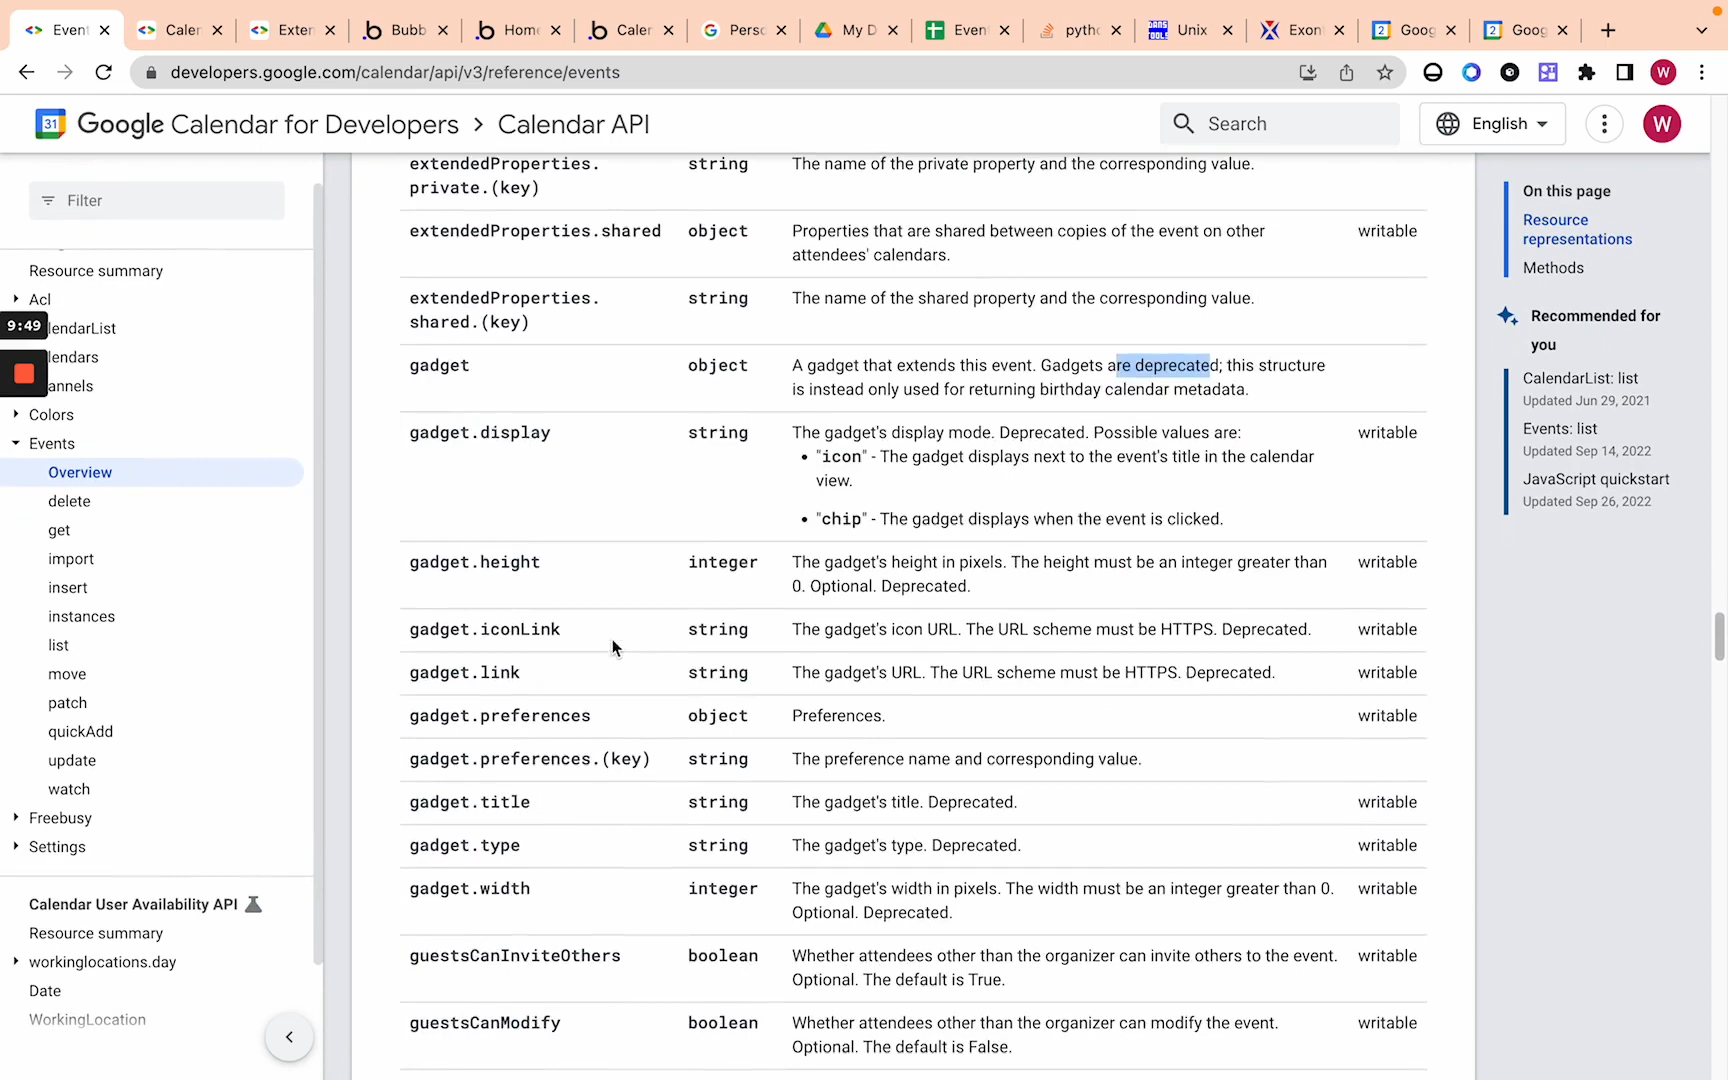 Event
Calen
Exten
Bubb
Home
Calen
Perso
My D
Event
pytho
Unix
Exon
2 Goog
2 Goog
developers.google.com/calendar/api/v3/reference/events
W
31 Google Calendar for Developers > Calendar API
Search
English
W
Filter
Resource summary
Acl
9:49
lendarList
lendars
annels
Colors
Events
Overview
delete
get
import
insert
instances
list
move
patch
quickAdd
update
watch
Freebusy
Settings
Calendar User Availability API
Resource summary
workinglocations.day
Date
WorkingLocation
extendedProperties. string The name of the private property and the corresponding value.
private.(key)
extendedProperties.shared object Properties that are shared between copies of the event on other writable
attendees' calendars.
extendedProperties. string The name of the shared property and the corresponding value.
shared.(key)
gadget object A gadget that extends this event. Gadgets are deprecated; this structure
is instead only used for returning birthday calendar metadata.
gadget.display string The gadget's display mode. Deprecated. Possible values are: writable
• "icon" - The gadget displays next to the event's title in the calendar
view.
• "chip" - The gadget displays when the event is clicked.
gadget.height integer The gadget's height in pixels. The height must be an integer greater than writable
0. Optional. Deprecated.
gadget.iconLink string The gadget's icon URL. The URL scheme must be HTTPS. Deprecated. writable
gadget.link string The gadget's URL. The URL scheme must be HTTPS. Deprecated. writable
gadget.preferences object Preferences. writable
gadget.preferences.(key) string The preference name and corresponding value.
gadget.title string The gadget's title. Deprecated. writable
gadget.type string The gadget's type. Deprecated. writable
gadget.width integer The gadget's width in pixels. The width must be an integer greater than 0. writable
Optional. Deprecated.
guestsCanInviteOthers boolean Whether attendees other than the organizer can invite others to the event. writable
Optional. The default is True.
guestsCanModify boolean Whether attendees other than the organizer can modify the event. writable
Optional. The default is False.
On this page
Resource
representations
Methods
Recommended for
you
CalendarList: list
Updated Jun 29, 2021
Events: list
Updated Sep 14, 2022
JavaScript quickstart
Updated Sep 26, 2022